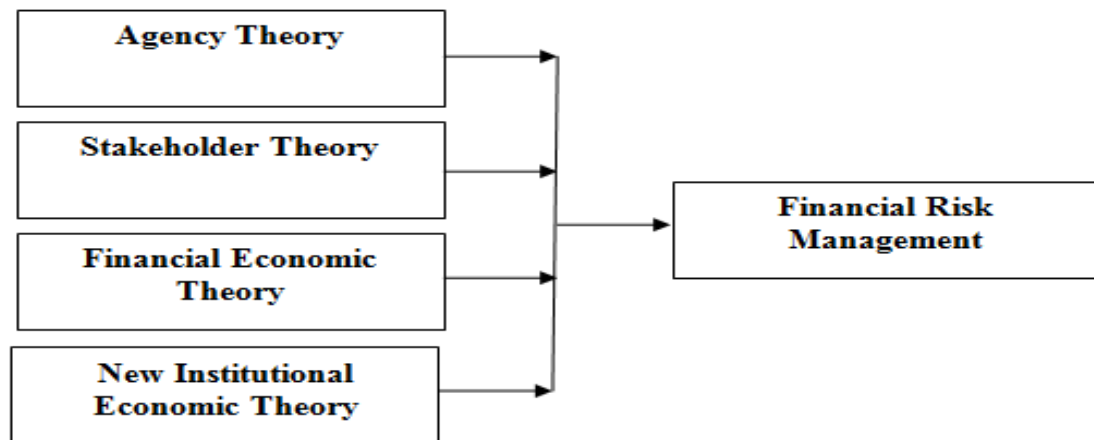 Agency Theory
Stakeholder Theory
Financial Economic
Theory
New Institutional
Economic Theory
Financial Risk
Management